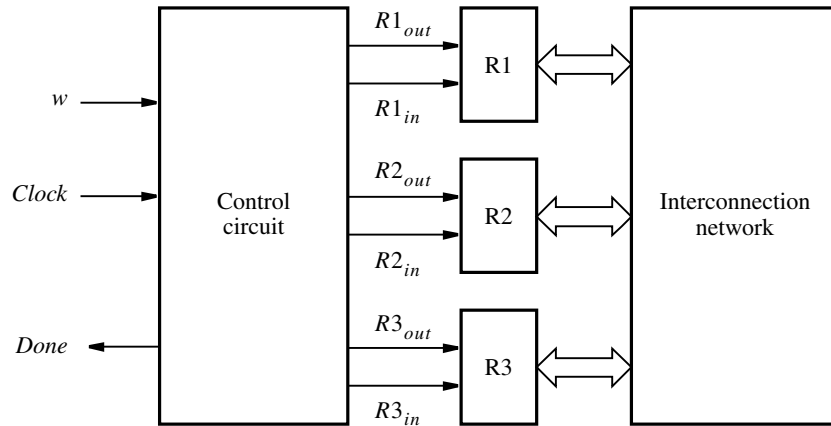 R1out
R1
w
R1in
R2out
Clock
Control
circuit
R2
Interconnection
network
R2in
R3out
Done
R3
R3in